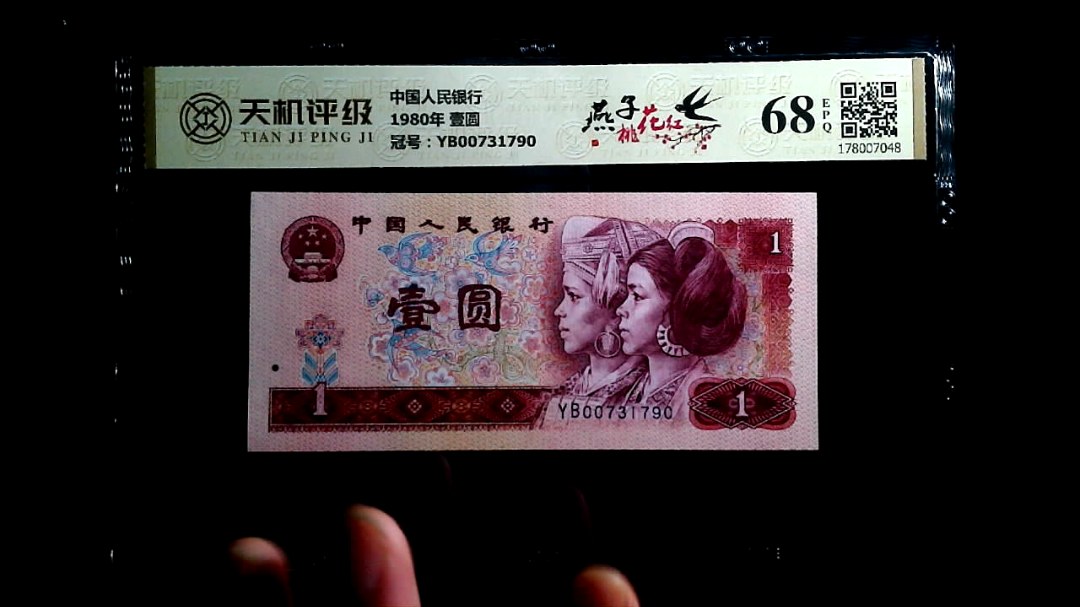 天机评级
TIAN JI PING JI
中国人民银行
1980年 壹圆
冠号：YB00731790
燕子
桃花红
68
EPQ
178007048
中国人民银行
1
壹圆
1
YB00731790
1